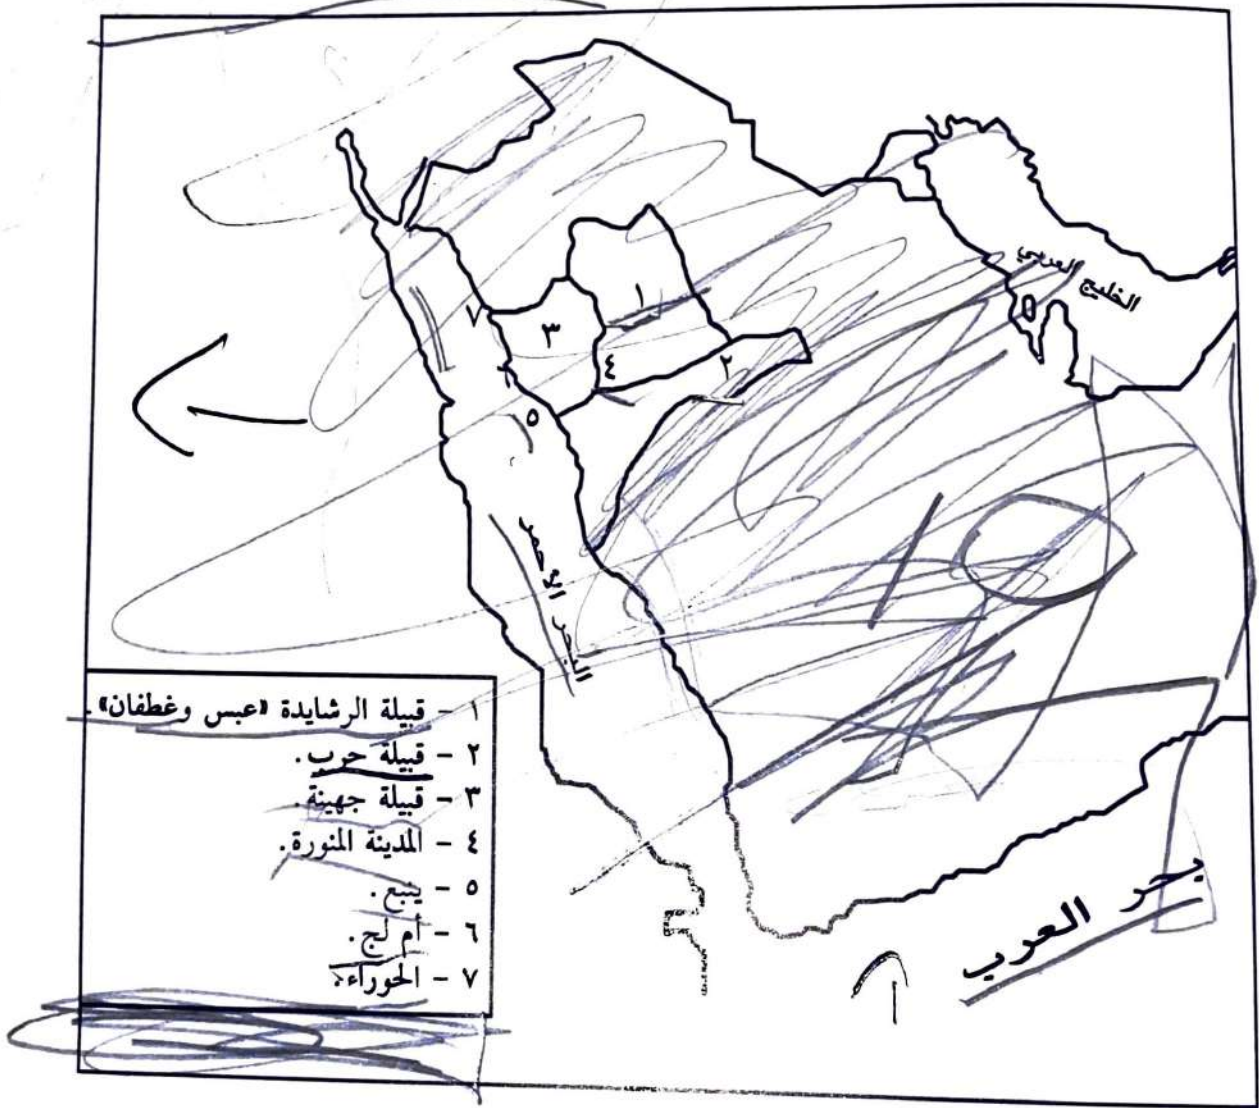 الخليج العربي
١
٧
٣
٤
٢
٥
البحر الأحمر
١ - قبيلة الرشايدة «عبس وغطفان».
٢ - قبيلة حرب.
٣ - قبيلة جهينة.
٤ - المدينة المنورة.
٥ - ينبع.
٦ - أم لج.
٧ - الحوراء.
بحر العرب